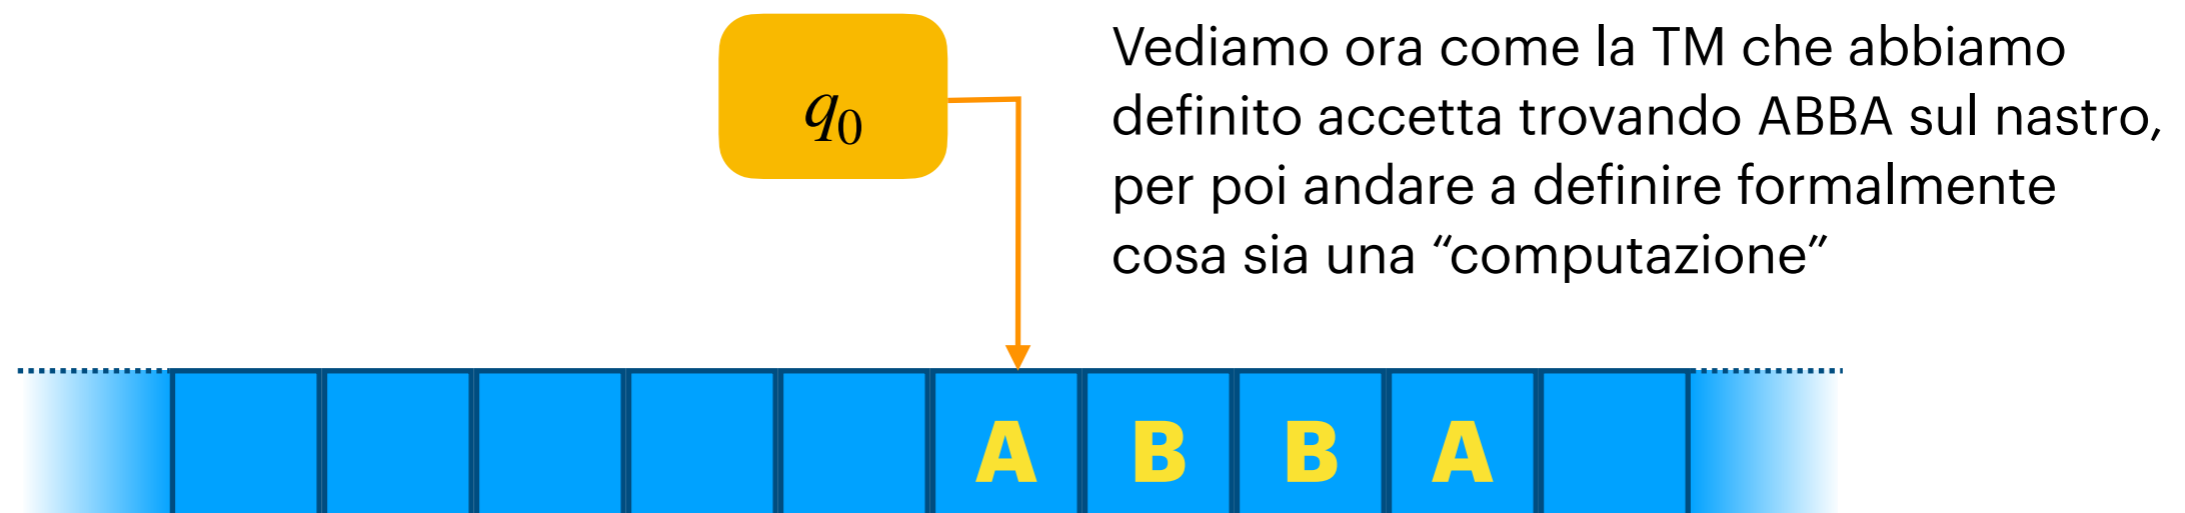 q₀
Vediamo ora come la TM che abbiamo
definito accetta trovando ABBA sul nastro,
per poi andare a definire formalmente
cosa sia una “computazione”
A B B A